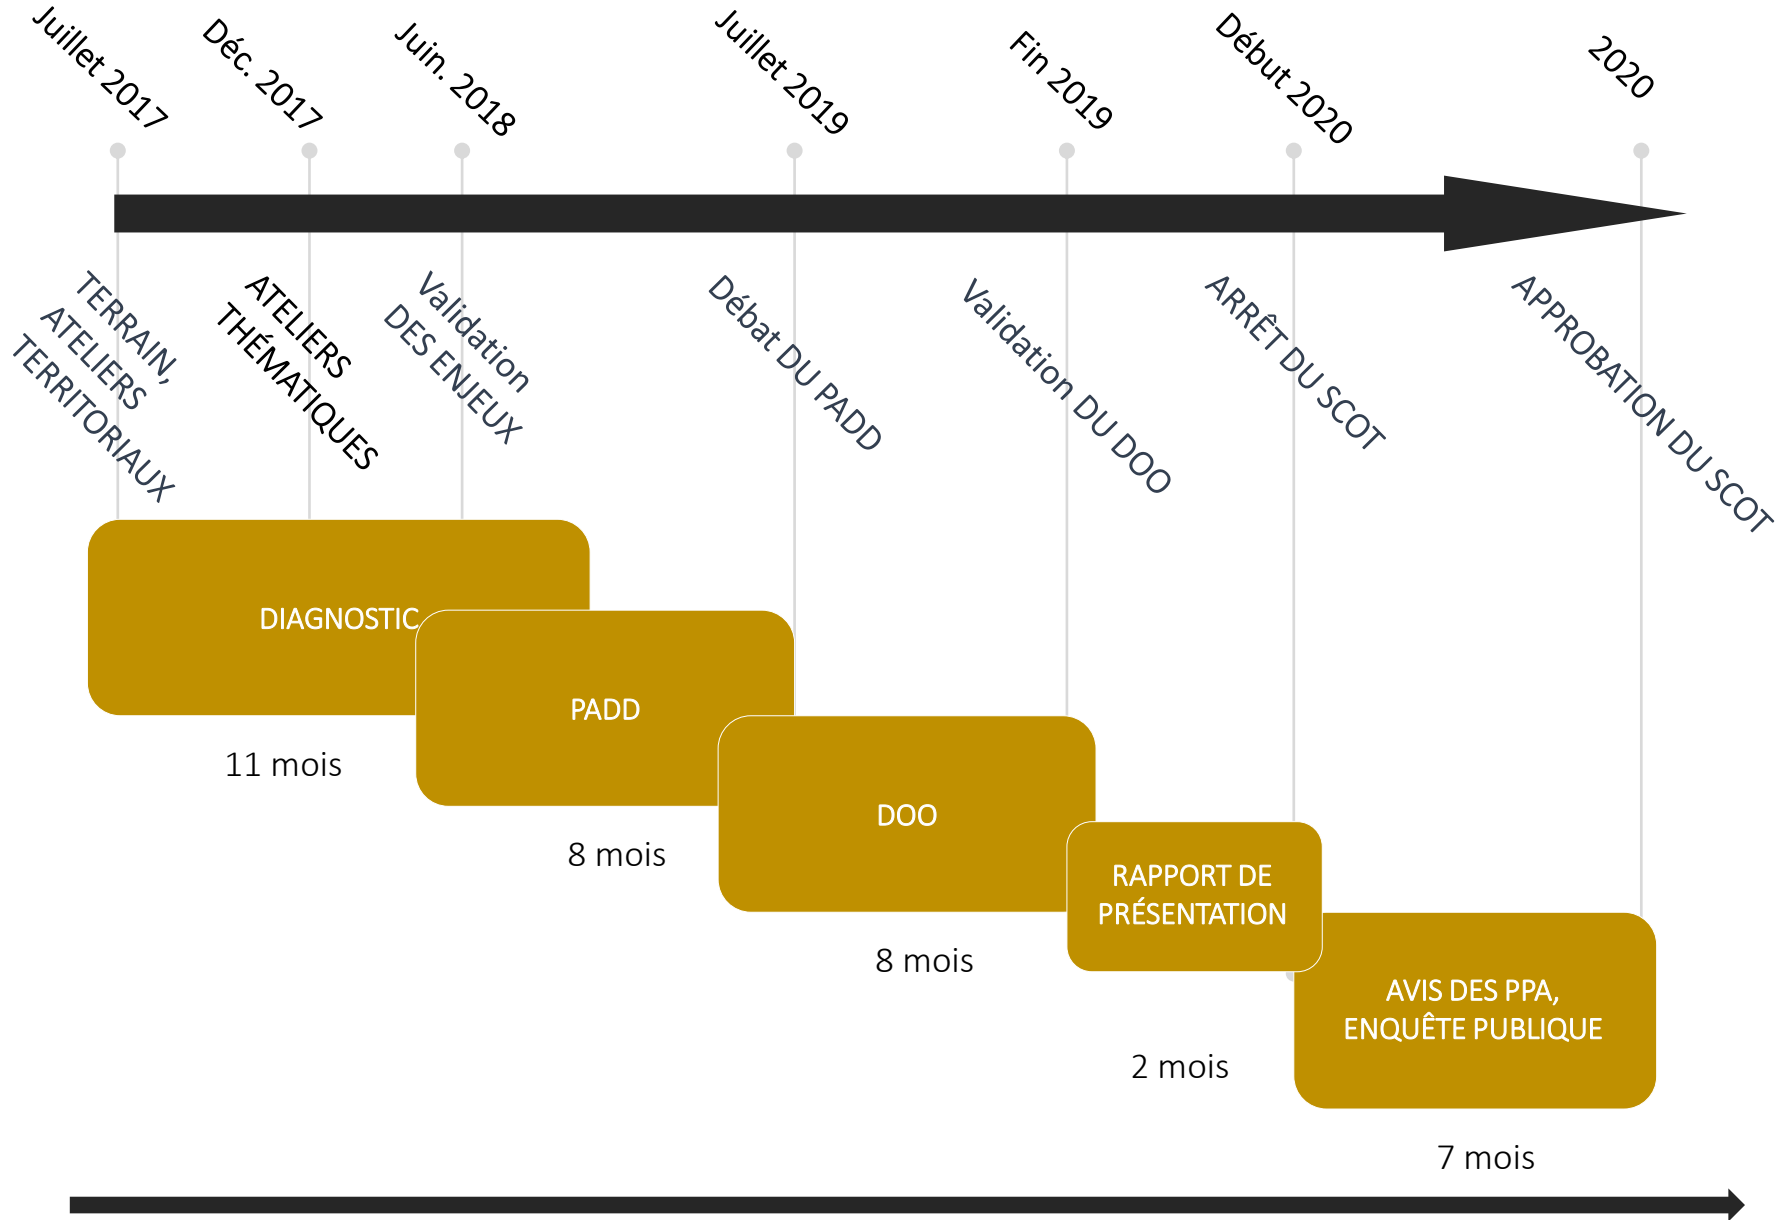 Juillet 2017
Déc. 2017
Juin. 2018
Juillet 2019
Fin 2019
Début 2020
2020
TERRAIN,
ATELIERS
TERRITORIAUX
ATELIERS
THÉMATIQUES
Validation
DES ENJEUX
Débat DU PADD
Validation DU DOO
ARRÊT DU SCOT
APPROBATION DU SCOT
DIAGNOSTIC
11 mois
PADD
8 mois
DOO
8 mois
RAPPORT DE
PRÉSENTATION
2 mois
AVIS DES PPA,
ENQUÊTE PUBLIQUE
7 mois